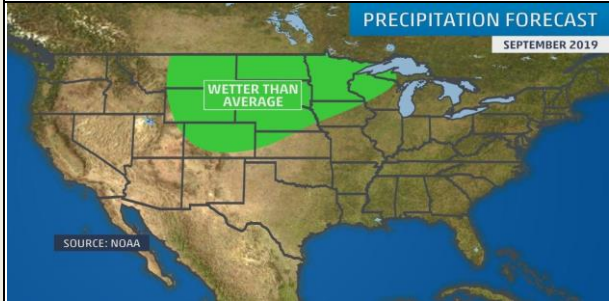 PRECIPITATION FORECAST
SEPTEMBER 2019
WETTER THAN
AVERAGE
SOURCE: NOAA